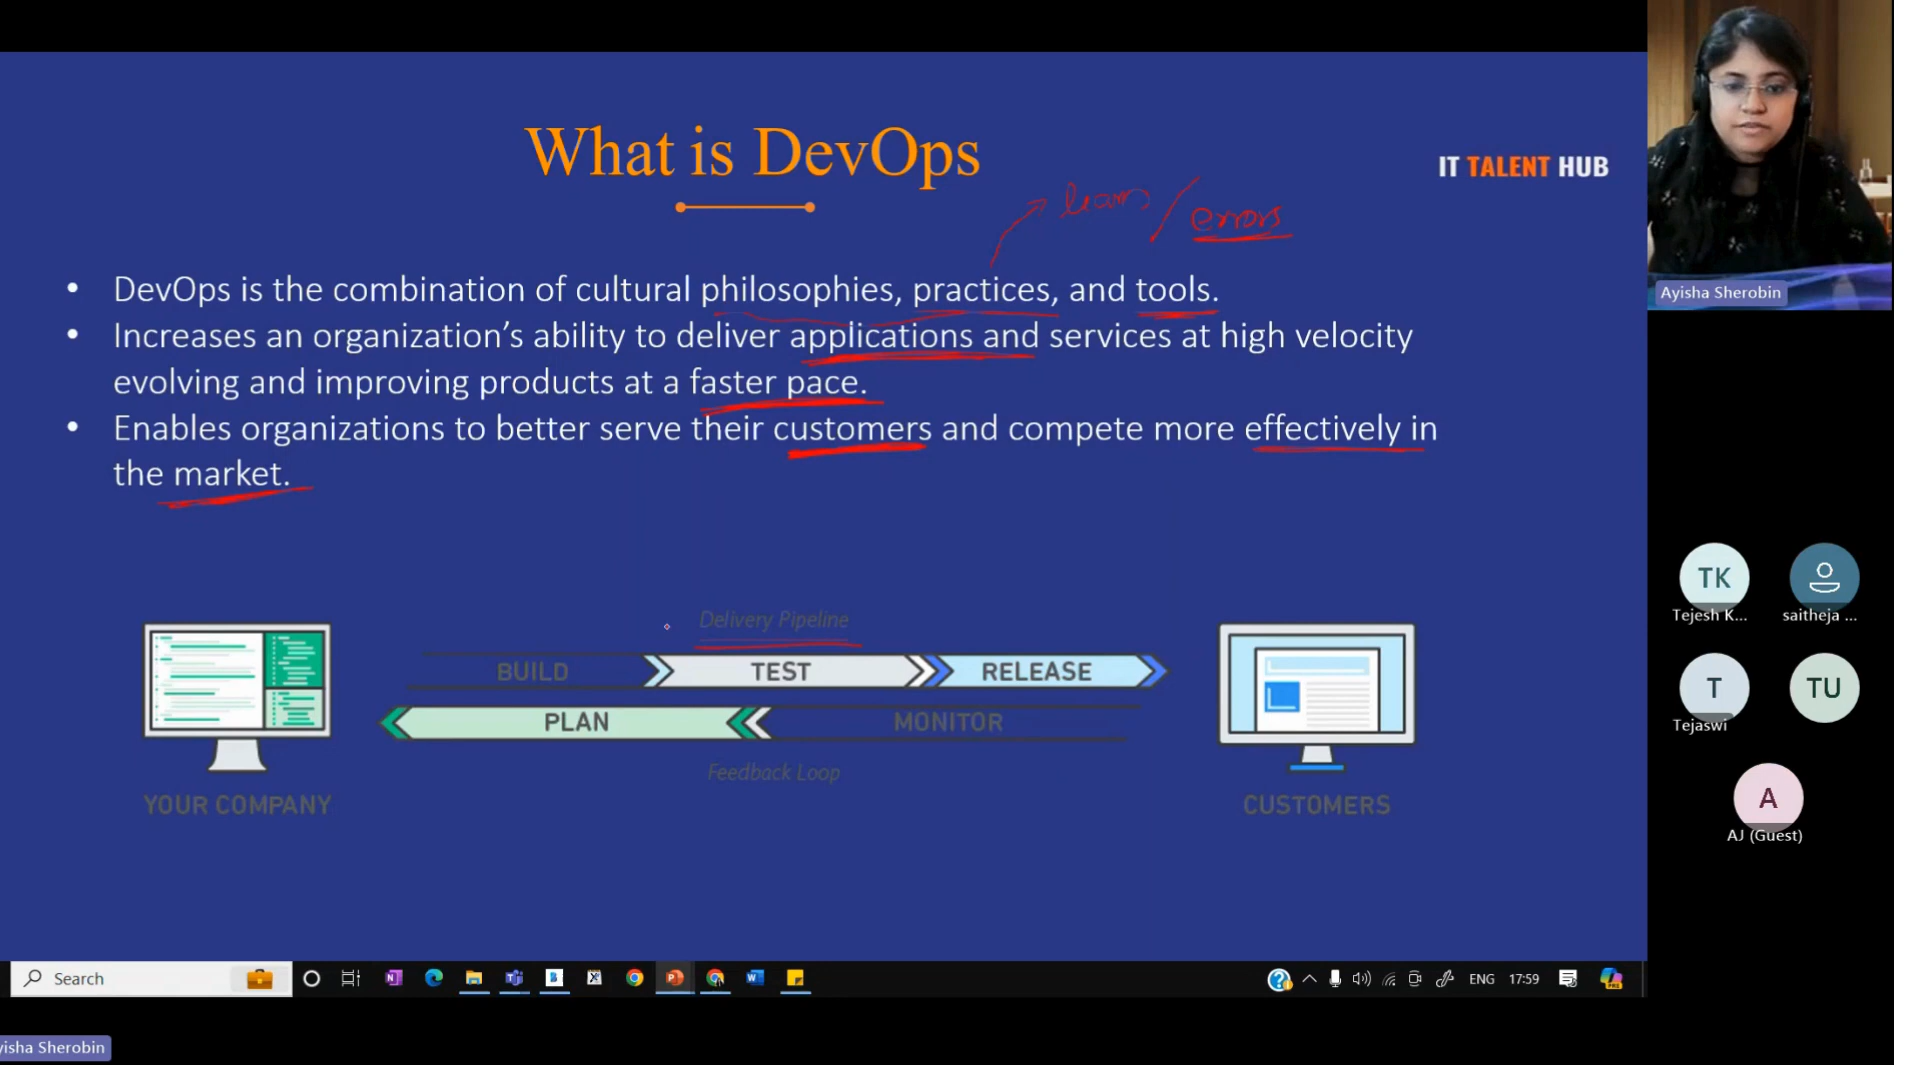 What is DevOps
IT TALENT HUB
learn / errors
• DevOps is the combination of cultural philosophies, practices, and tools.
• Increases an organization’s ability to deliver applications and services at high velocity
evolving and improving products at a faster pace.
• Enables organizations to better serve their customers and compete more effectively in
the market.
Delivery Pipeline
BUILD
TEST
RELEASE
PLAN
MONITOR
Feedback Loop
YOUR COMPANY
CUSTOMERS
Ayisha Sherobin
TK
Tejesh K...
saitheja ...
T
Tejaswi
TU
A
AJ (Guest)
Search
ENG
17:59
yisha Sherobin